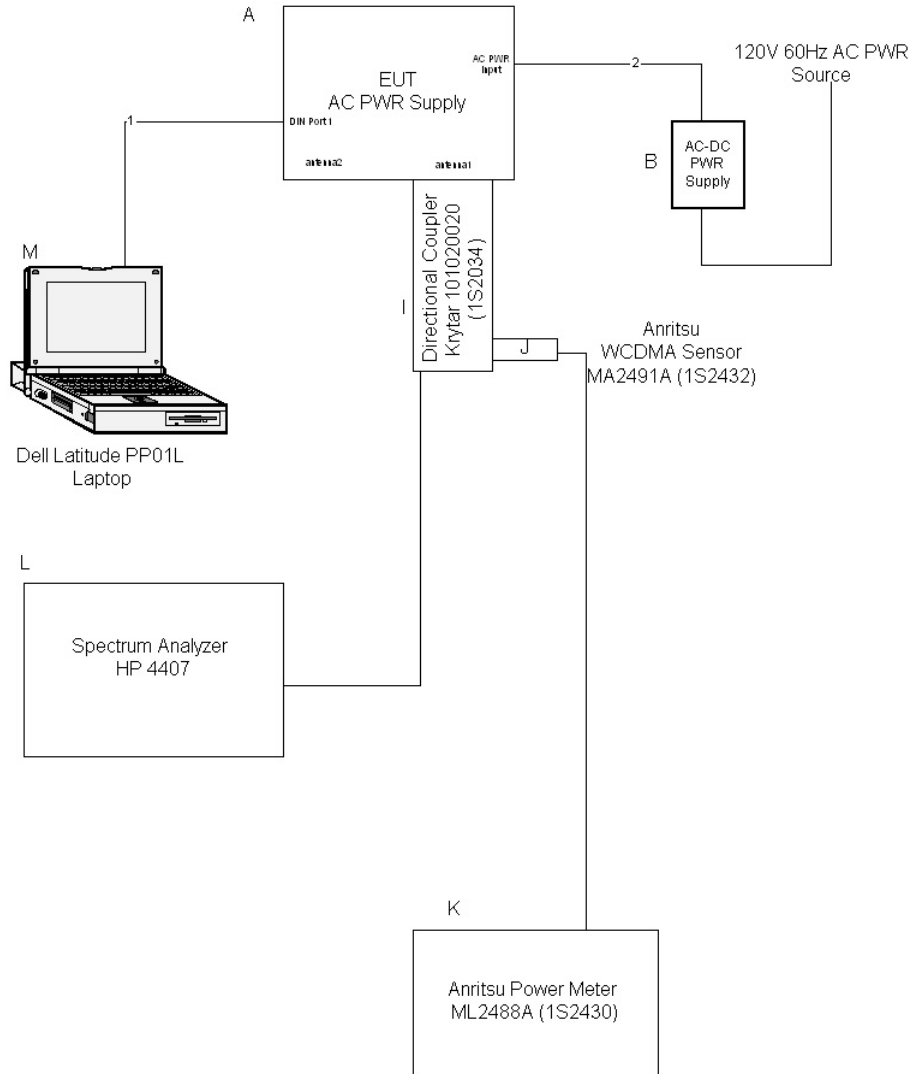 A
EUT
AC PWR Supply
AC PWR
Input
DIN Port 1
antenna2
antenna1
1
2
120V 60Hz AC PWR
Source
B
AC-DC
PWR
Supply
M
Dell Latitude PP01L
Laptop
I
Directional Coupler
Krytar 101020020
(1S2034)
J
Anritsu
WCDMA Sensor
MA2491A (1S2432)
L
Spectrum Analyzer
HP 4407
K
Anritsu Power Meter
ML2488A (1S2430)